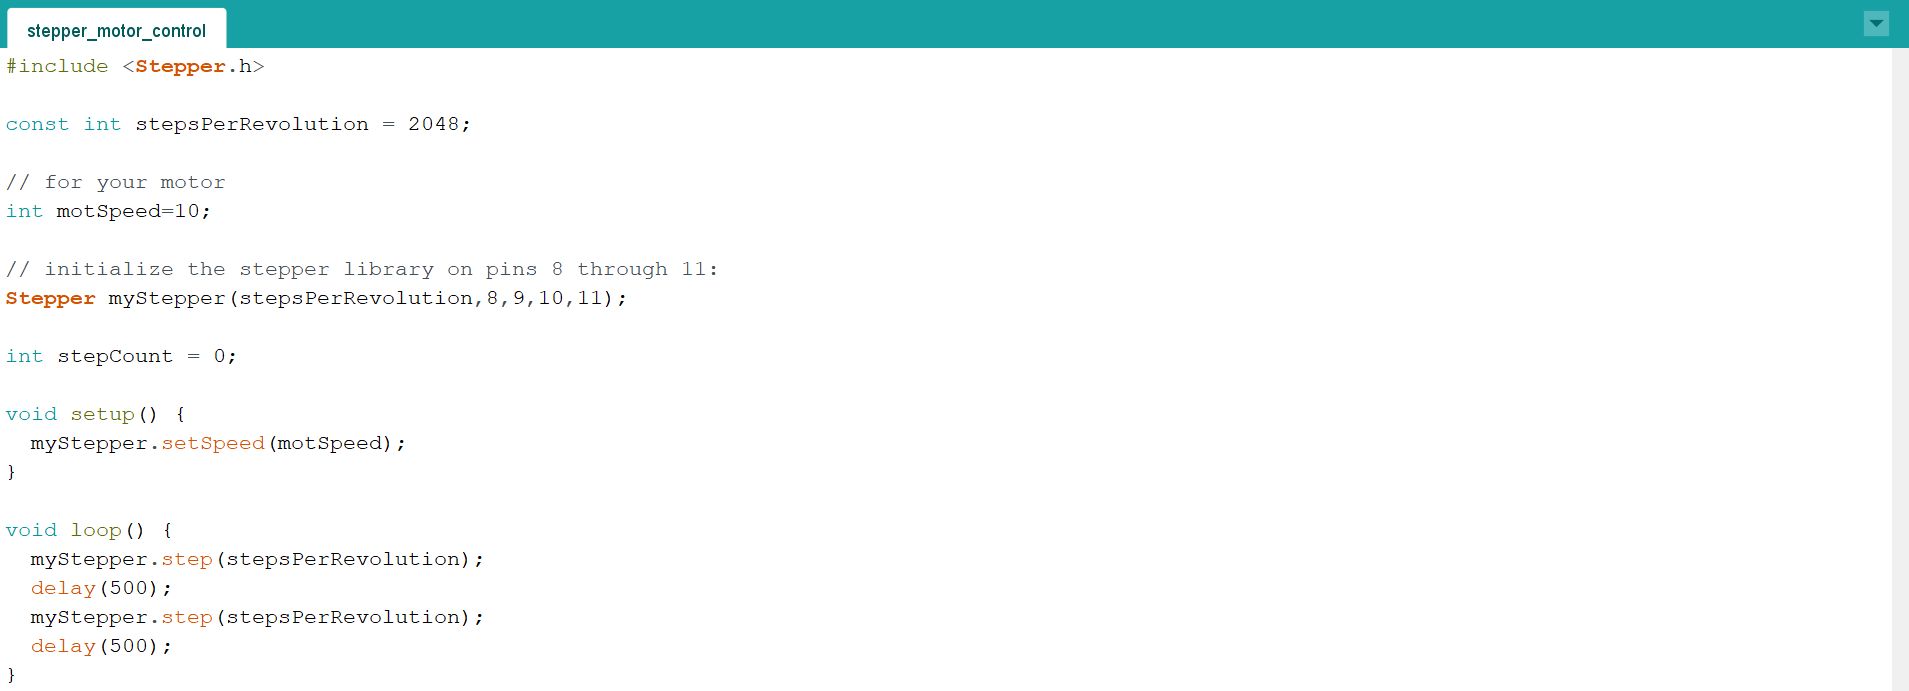 stepper_motor_control
#include <Stepper.h>
const int stepsPerRevolution = 2048;
// for your motor
int motSpeed=10;
// initialize the stepper library on pins 8 through 11:
Stepper myStepper(stepsPerRevolution,8,9,10,11);
int stepCount = 0;
void setup() {
  myStepper.setSpeed(motSpeed);
}
void loop() {
  myStepper.step(stepsPerRevolution);
  delay(500);
  myStepper.step(stepsPerRevolution);
  delay(500);
}